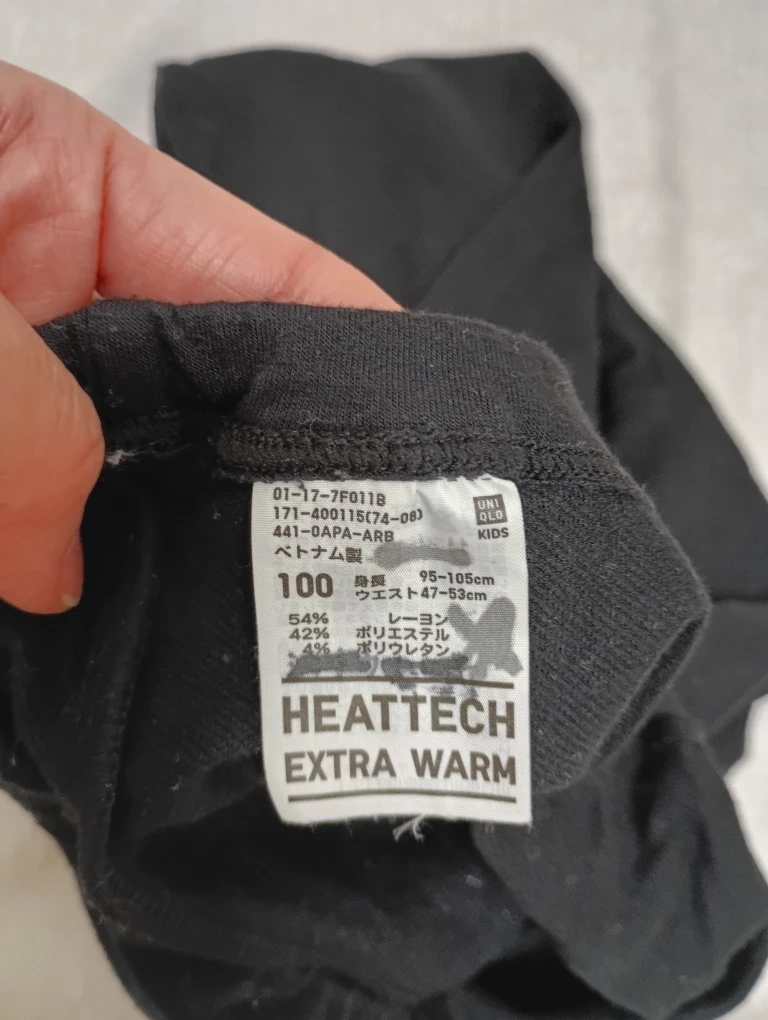 01-17-7F011B
171-400115(74-08)
441-0APA-ARB
ベトナム製
UNI
QLO
KIDS
100 身長 95-105cm
ウエスト47-53cm
54% レーヨン
42% ポリエステル
4% ポリウレタン
HEATTECH
EXTRA WARM